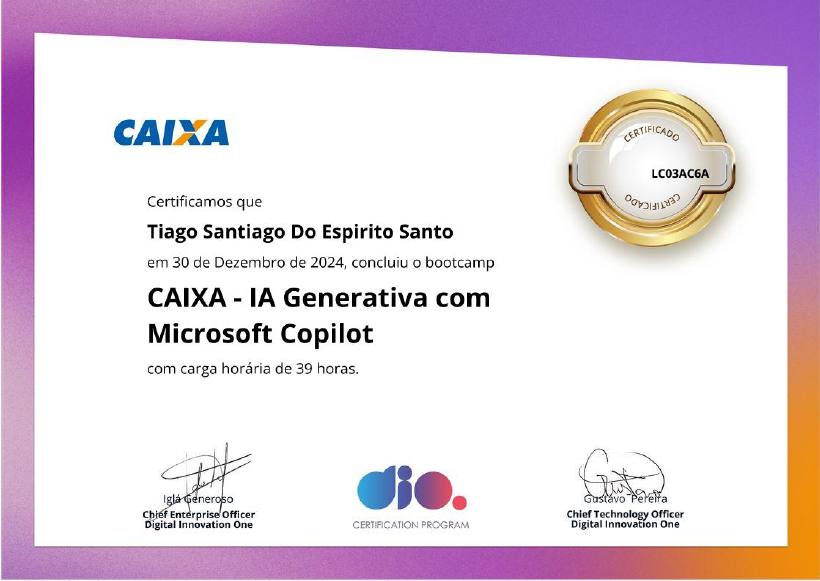 CAIXA
CERTIFICADO
LC03AC6A
CERTIFICADO
Certificamos que
Tiago Santiago Do Espirito Santo
em 30 de Dezembro de 2024, concluiu o bootcamp
CAIXA - IA Generativa com
Microsoft Copilot
com carga horária de 39 horas.
Iglá Generoso
Chief Enterprise Officer
Digital Innovation One
dio.
CERTIFICATION PROGRAM
Gustavo Pereira
Chief Technology Officer
Digital Innovation One